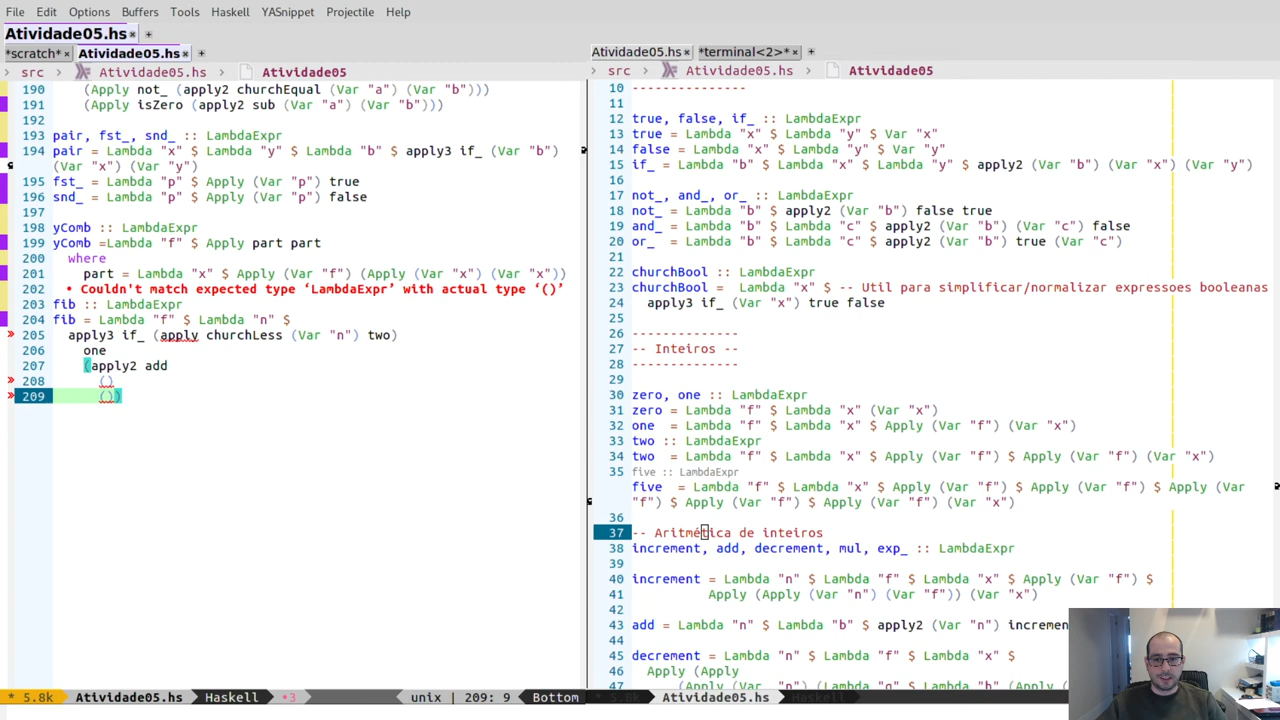 File Edit Options Buffers Tools Haskell YASnippet Projectile Help
Atividade05.hs× +
*scratch*× Atividade05.hs× +
› src › Atividade05.hs › Atividade05
190 (Apply not_ (apply2 churchEqual (Var "a") (Var "b")))
191 (Apply isZero (apply2 sub (Var "a") (Var "b")))
192
193 pair, fst_, snd_ :: LambdaExpr
194 pair = Lambda "x" $ Lambda "y" $ Lambda "b" $ apply3 if_ (Var "b")
(Var "x") (Var "y")
195 fst_ = Lambda "p" $ Apply (Var "p") true
196 snd_ = Lambda "p" $ Apply (Var "p") false
197
198 yComb :: LambdaExpr
199 yComb =Lambda "f" $ Apply part part
200 where
201 part = Lambda "x" $ Apply (Var "f") (Apply (Var "x") (Var "x"))
202 • Couldn't match expected type ‘LambdaExpr’ with actual type ‘()’
203 fib :: LambdaExpr
204 fib = Lambda "f" $ Lambda "n" $
» 205 apply3 if_ (apply churchLess (Var "n") two)
206 one
207 (apply2 add
» 208 ()
» 209 ())
* 5.8k Atividade05.hs Haskell •3 unix | 209: 9 Bottom
Atividade05.hs× *terminal<2>*× +
› src › Atividade05.hs › Atividade05
10 ---------------
11
12 true, false, if_ :: LambdaExpr
13 true = Lambda "x" $ Lambda "y" $ Var "x"
14 false = Lambda "x" $ Lambda "y" $ Var "y"
15 if_ = Lambda "b" $ Lambda "x" $ Lambda "y" $ apply2 (Var "b") (Var "x") (Var "y")
16
17 not_, and_, or_ :: LambdaExpr
18 not_ = Lambda "b" $ apply2 (Var "b") false true
19 and_ = Lambda "b" $ Lambda "c" $ apply2 (Var "b") (Var "c") false
20 or_ = Lambda "b" $ Lambda "c" $ apply2 (Var "b") true (Var "c")
21
22 churchBool :: LambdaExpr
23 churchBool = Lambda "x" $ -- Util para simplificar/normalizar expressoes booleanas
24 apply3 if_ (Var "x") true false
25
26 --------------
27 -- Inteiros --
28 --------------
29
30 zero, one :: LambdaExpr
31 zero = Lambda "f" $ Lambda "x" (Var "x")
32 one = Lambda "f" $ Lambda "x" $ Apply (Var "f") (Var "x")
33 two :: LambdaExpr
34 two = Lambda "f" $ Lambda "x" $ Apply (Var "f") $ Apply (Var "f") (Var "x")
35 five :: LambdaExpr
five = Lambda "f" $ Lambda "x" $ Apply (Var "f") $ Apply (Var "f") $ Apply (Var
"f") $ Apply (Var "f") $ Apply (Var "f") (Var "x")
36
37 -- Aritmética de inteiros
38 increment, add, decrement, mul, exp_ :: LambdaExpr
39
40 increment = Lambda "n" $ Lambda "f" $ Lambda "x" $ Apply (Var "f") $
41 Apply (Apply (Var "n") (Var "f")) (Var "x")
42
43 add = Lambda "n" $ Lambda "b" $ apply2 (Var "n") increment
44
45 decrement = Lambda "n" $ Lambda "f" $ Lambda "x" $
46 Apply (Apply
47
* 5.8k Atividade05.hs Haskell